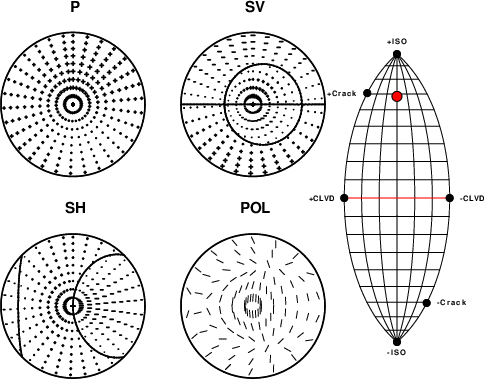 P
SV
+ISO
+Crack
+CLVD
-CLVD
SH
POL
-Crack
-ISO